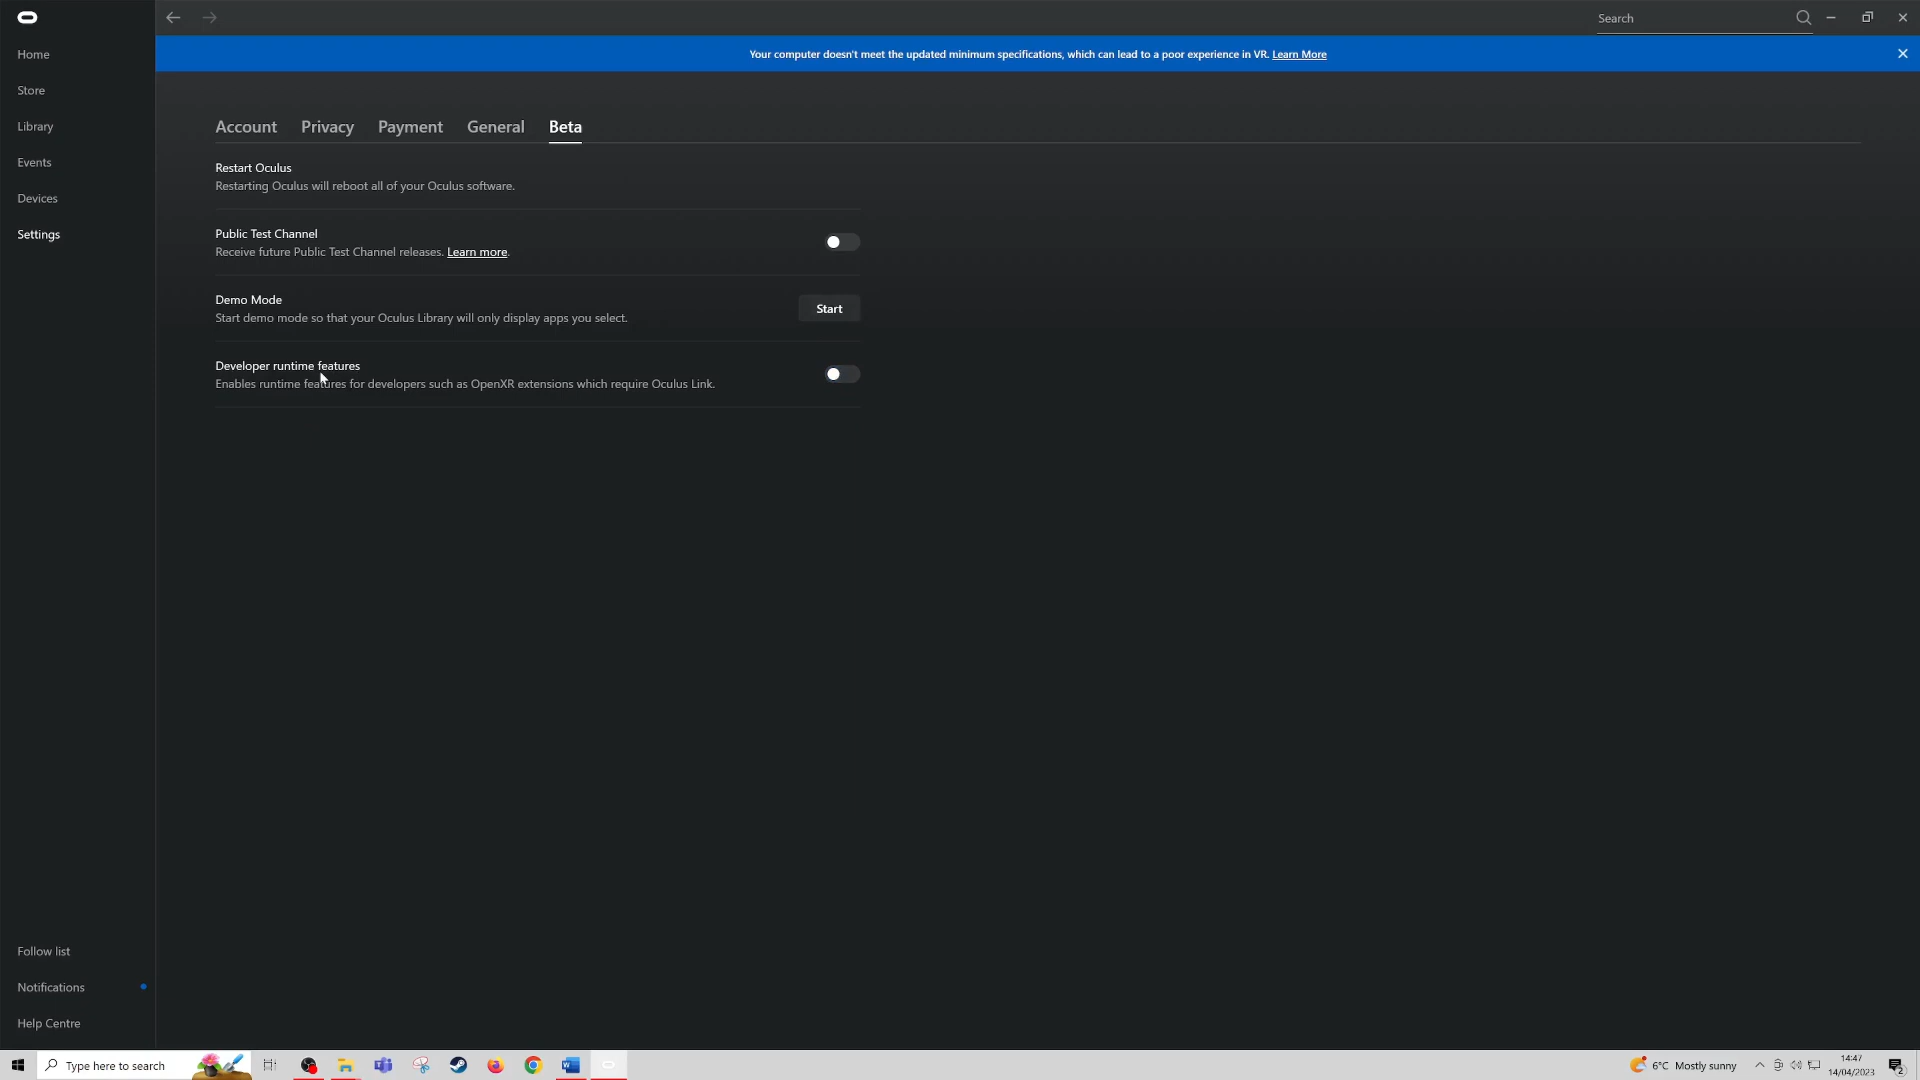 Search
Home
Your computer doesn't meet the updated minimum specifications, which can lead to a poor experience in VR. Learn More
Store
Library
Events
Devices
Settings
Account Privacy Payment General Beta
Restart Oculus
Restarting Oculus will reboot all of your Oculus software.
Public Test Channel
Receive future Public Test Channel releases. Learn more.
Demo Mode
Start demo mode so that your Oculus Library will only display apps you select.
Start
Developer runtime features
Enables runtime features for developers such as OpenXR extensions which require Oculus Link.
Follow list
Notifications
Help Centre
Type here to search
6°C Mostly sunny
14:47
14/04/2023
2